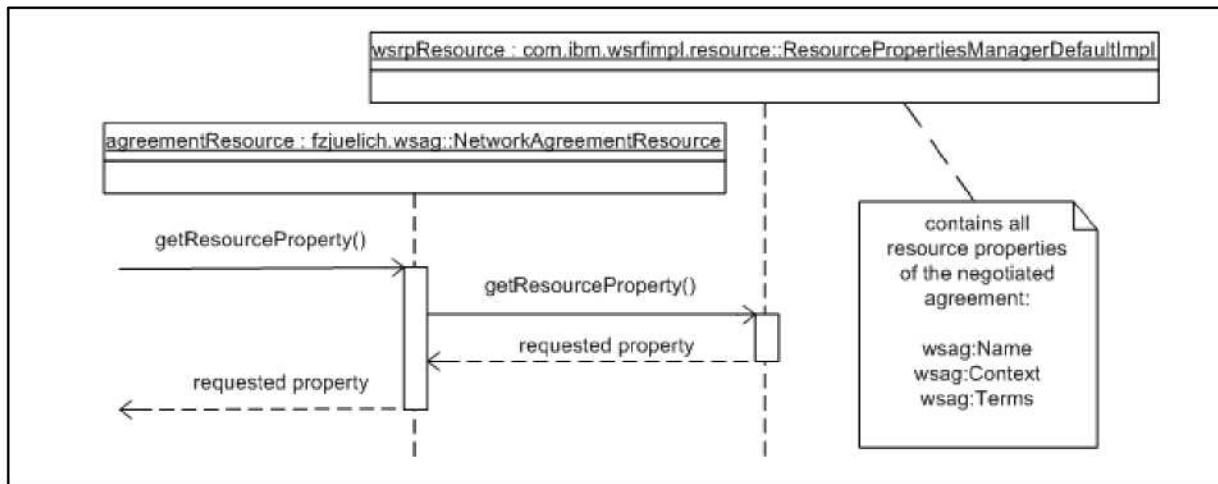 wsrpResource : com.ibm.wsrfimpl.resource::ResourcePropertiesManagerDefaultImpl
agreementResource : fzjuelich.wsag::NetworkAgreementResource
getResourceProperty()
getResourceProperty()
requested property
requested property
contains all
resource properties
of the negotiated
agreement:
wsag:Name
wsag:Context
wsag:Terms